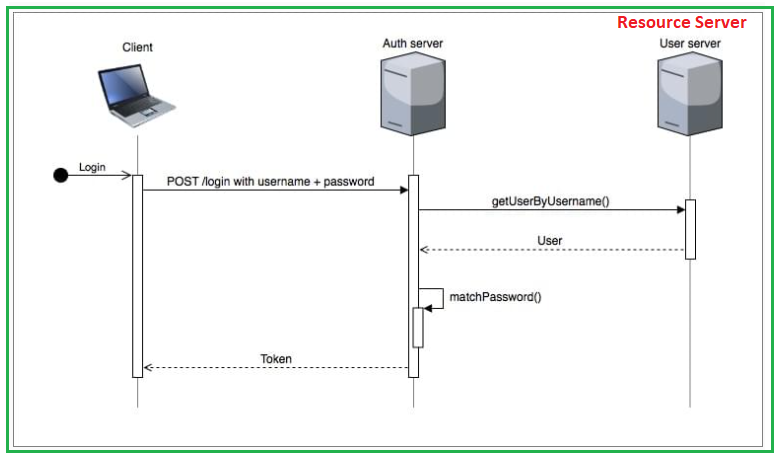 Resource Server
Client
Auth server
User server
Login
POST /login with username + password
getUserByUsername()
User
matchPassword()
Token